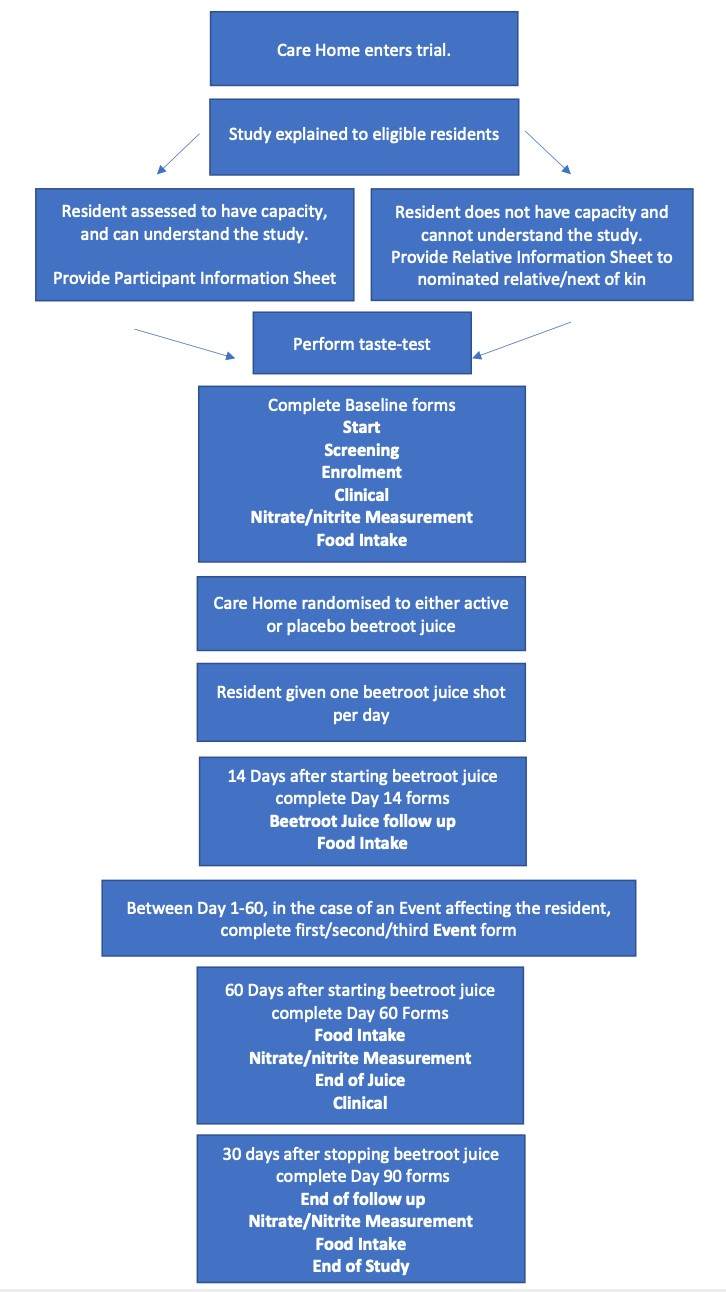 Care Home enters trial.
Study explained to eligible residents
Resident assessed to have capacity,
and can understand the study.
Provide Participant Information Sheet
Resident does not have capacity and
cannot understand the study.
Provide Relative Information Sheet to
nominated relative/next of kin
Perform taste-test
Complete Baseline forms
Start
Screening
Enrolment
Clinical
Nitrate/nitrite Measurement
Food Intake
Care Home randomised to either active
or placebo beetroot juice
Resident given one beetroot juice shot
per day
14 Days after starting beetroot juice
complete Day 14 forms
Beetroot Juice follow up
Food Intake
Between Day 1-60, in the case of an Event affecting the resident,
complete first/second/third Event form
60 Days after starting beetroot juice
complete Day 60 Forms
Food Intake
Nitrate/nitrite Measurement
End of Juice
Clinical
30 days after stopping beetroot juice
complete Day 90 forms
End of follow up
Nitrate/Nitrite Measurement
Food Intake
End of Study